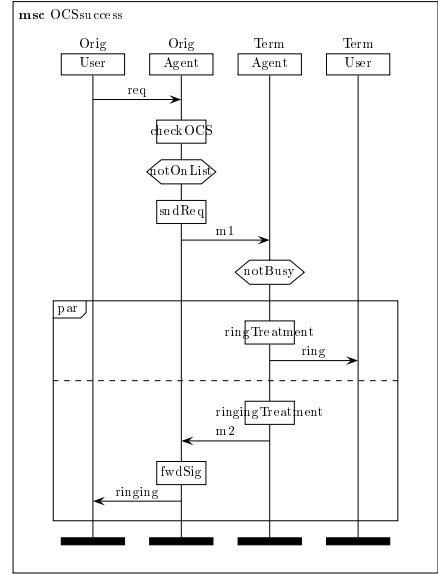 msc OCSsuccess
Orig Orig Term Term
User Agent Agent User
req
checkOCS
notOnList
sndReq
m1
notBusy
par
ringTreatment
ring
ringingTreatment
m2
fwdSig
ringing